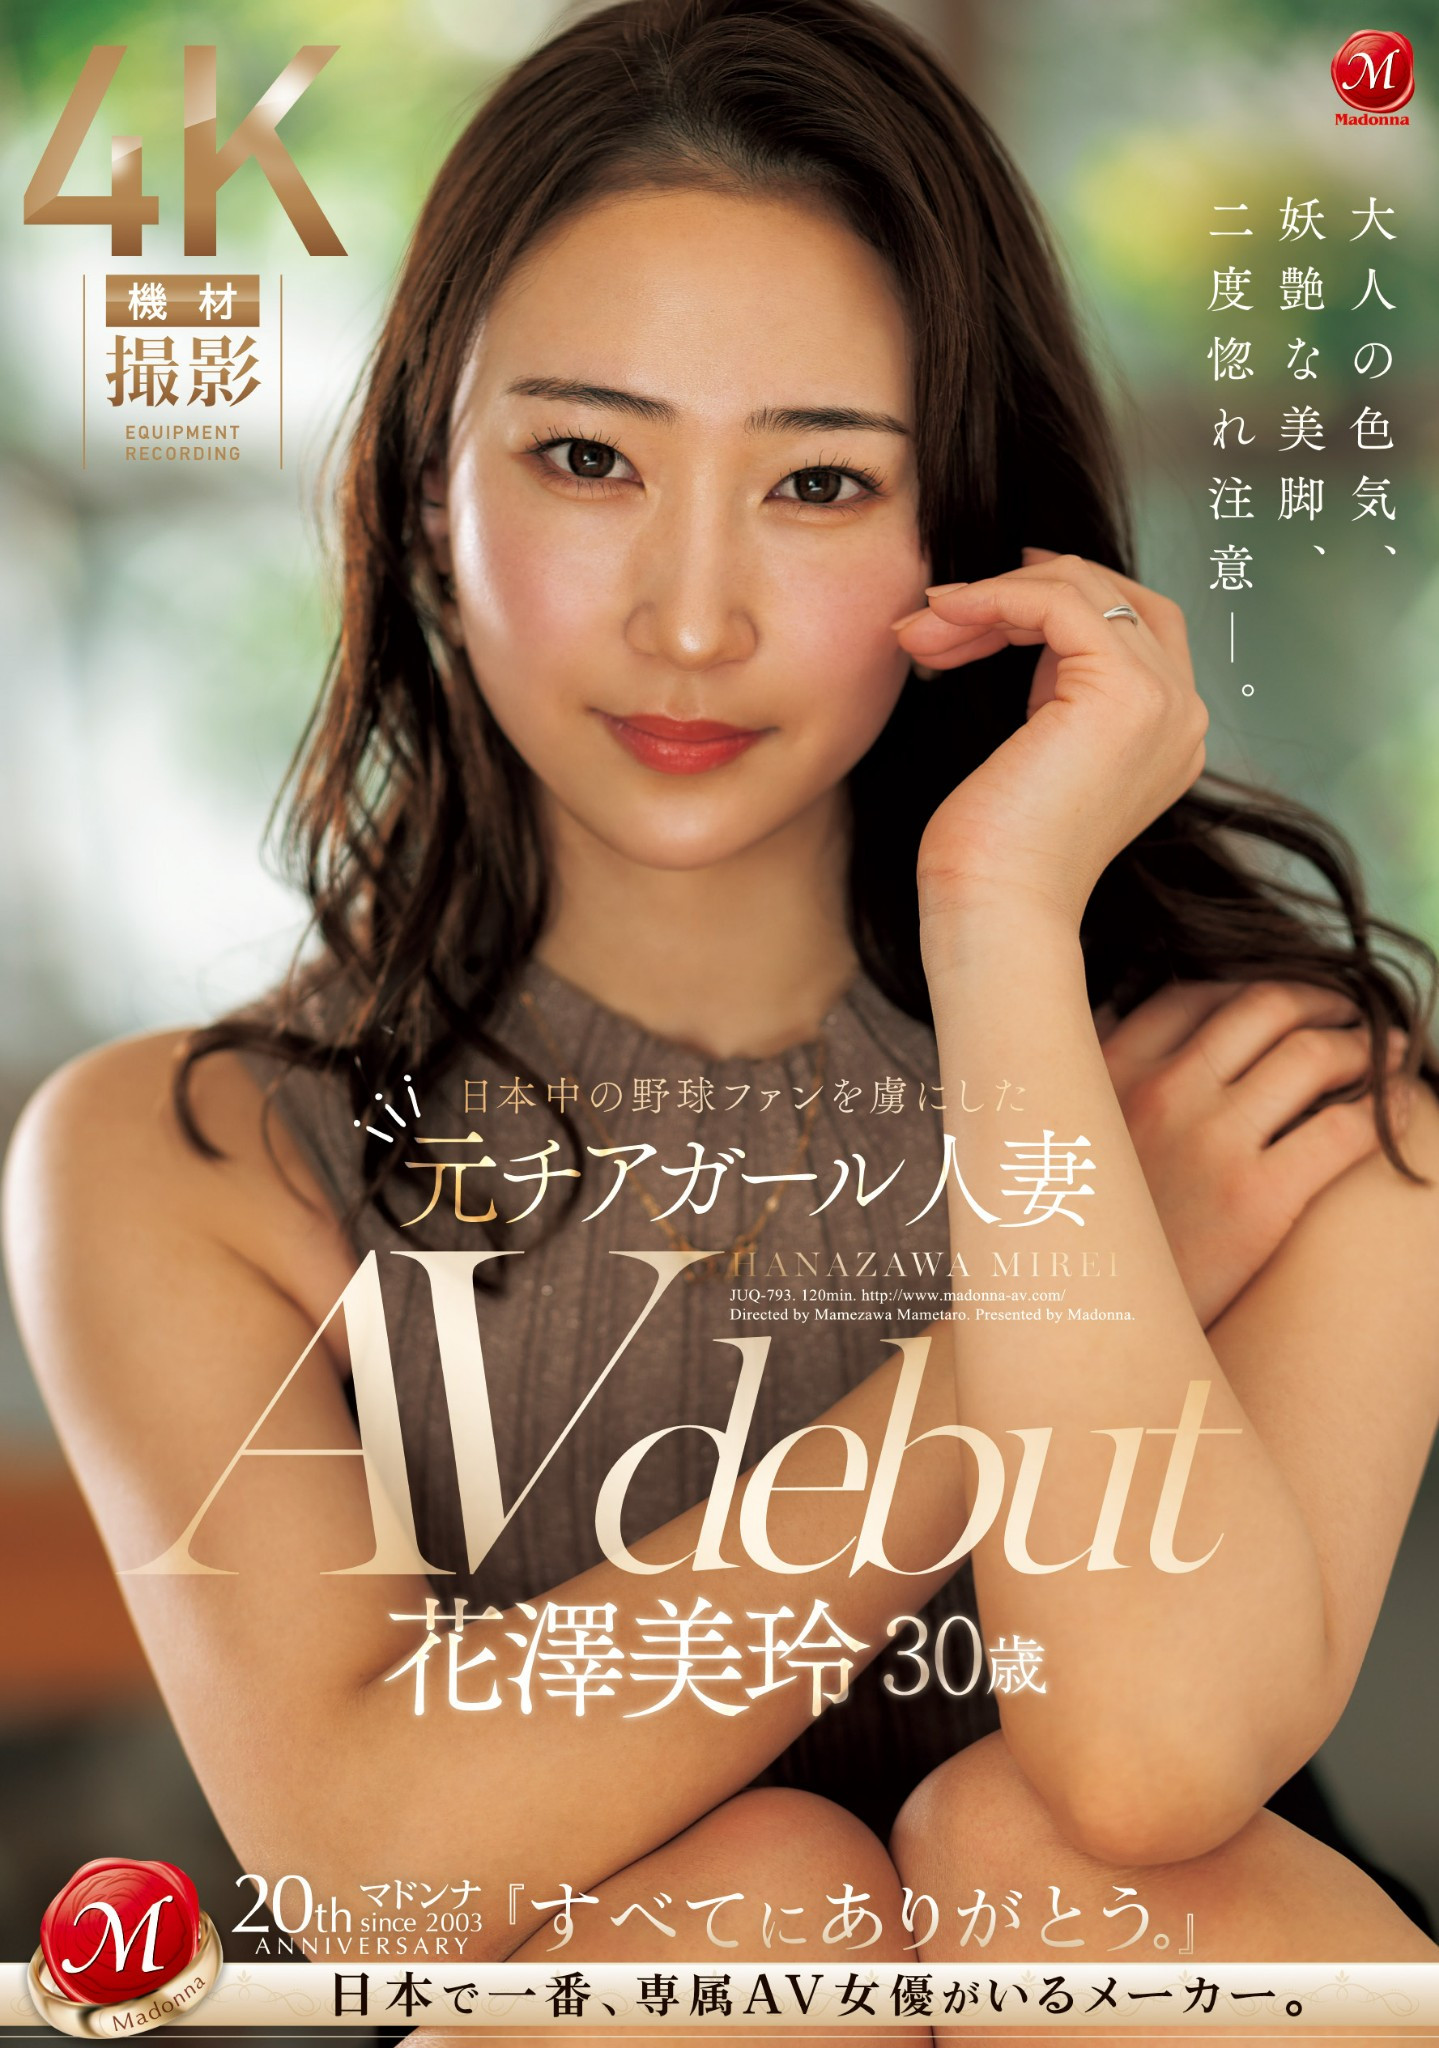 4K
機材
撮影
EQUIPMENT
RECORDING
M
Madonna
大人の色気、
妖艶な美脚、
二度惚れ注意―。
日本中の野球ファンを虜にした
元チアガール人妻
HANAZAWA MIREI
JUQ-793. 120min. http://www.madonna-av.com/
Directed by Mamezawa Mametaro. Presented by Madonna.
AV debut
花澤美玲 30歳
M
Madonna
20th マドンナ
since 2003
ANNIVERSARY
『すべてにありがとう。』
日本で一番、専属AV女優がいるメーカー。